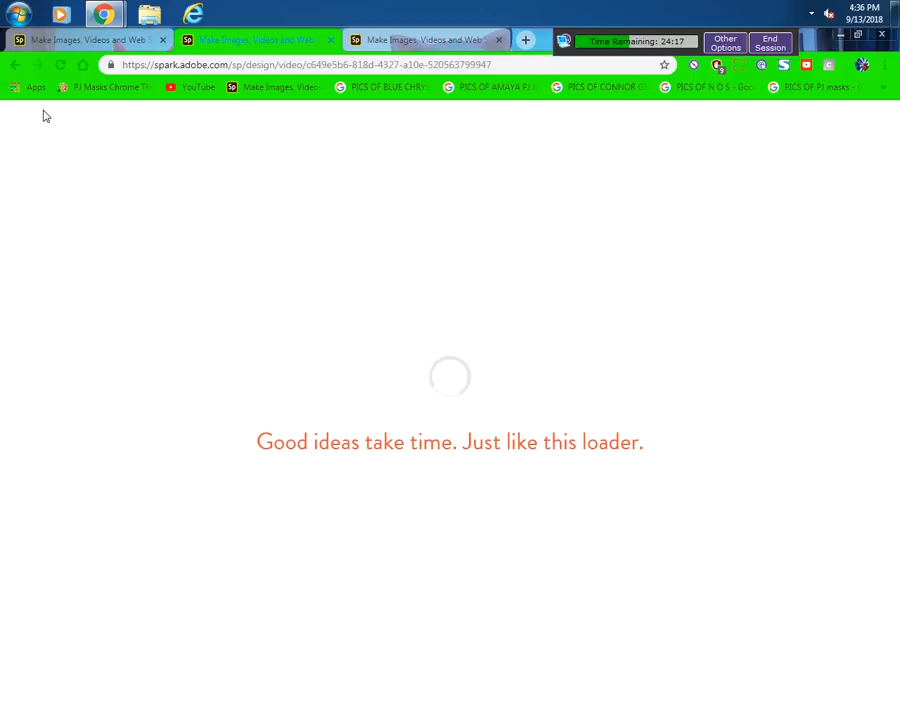 4:36 PM
9/13/2018
Make Images, Videos and Web S
Make Images, Videos and Web S
Make Images, Videos and Web
Time Remaining: 24:17
Other Options
End Session
https://spark.adobe.com/sp/design/video/c649e5b6-818d-4327-a10e-520563799947
Apps
PJ Masks Chrome Th
YouTube
Make Images, Videos
PICS OF BLUE CHRYS
PICS OF AMAYA PJ
PICS OF CONNOR G
PICS OF N O S - Goo
PICS OF PJ masks - G
Good ideas take time. Just like this loader.